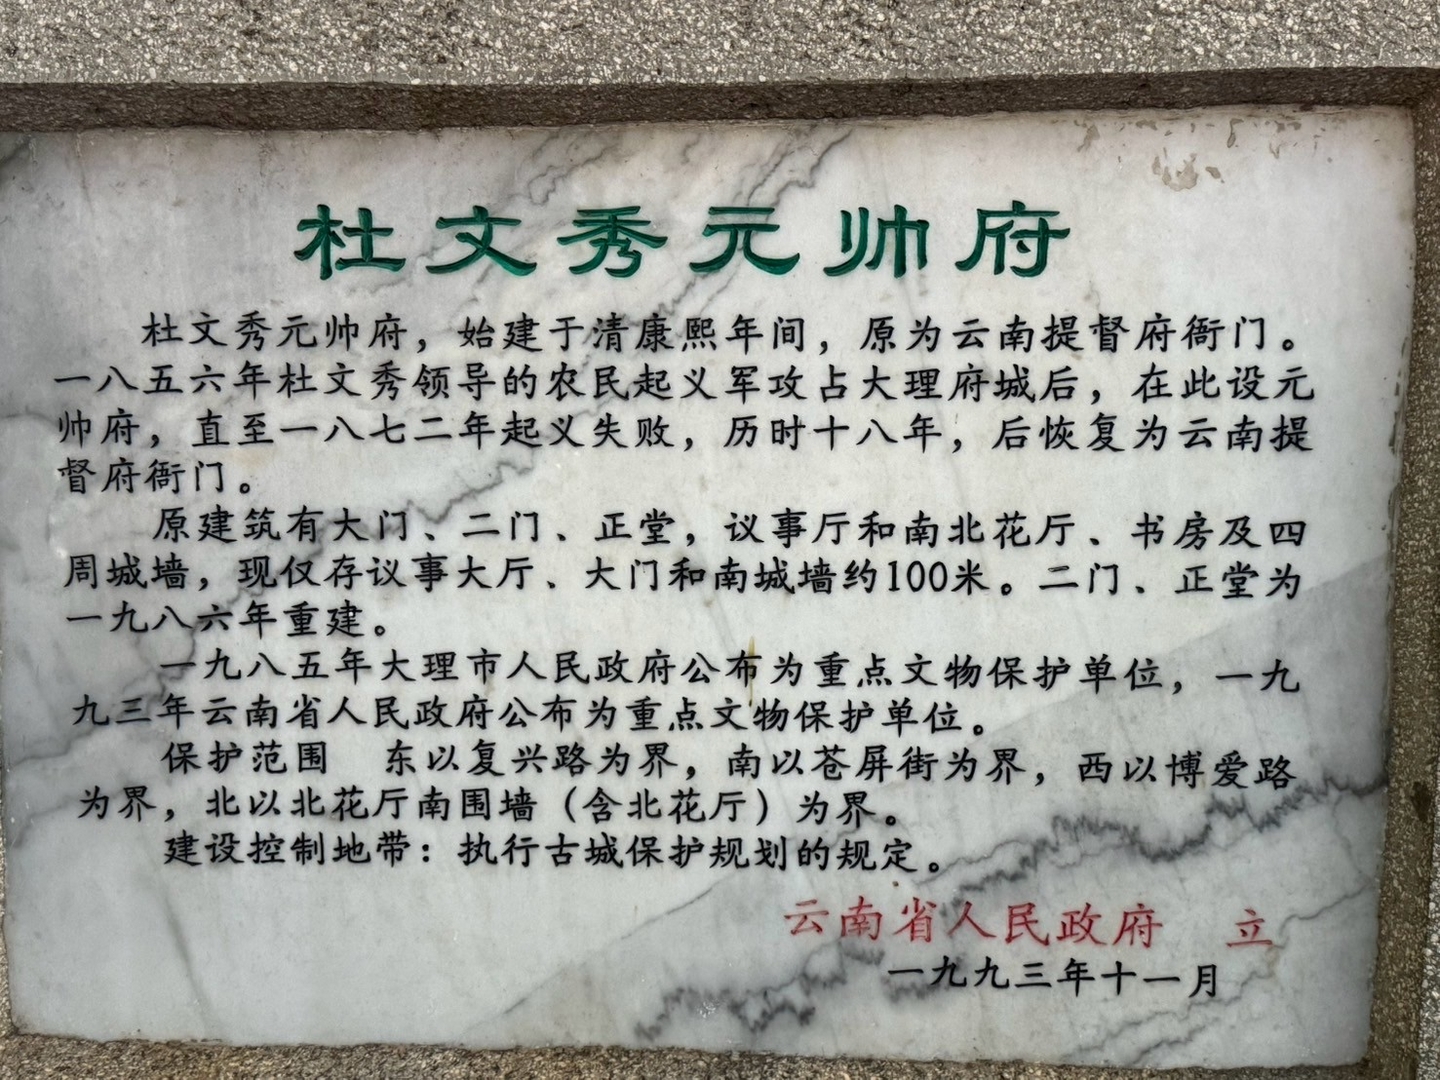 杜文秀元帅府
杜文秀元帅府，始建于清康熙年间，原为云南提督府衙门。
一八五六年杜文秀领导的农民起义军攻占大理府城后，在此设元
帅府，直至一八七二年起义失败，历时十八年，后恢复为云南提
督府衙门。
原建筑有大门、二门、正堂，议事厅和南北花厅、书房及四
周城墙，现仅存议事大厅、大门和南城墙约100米。二门、正堂为
一九八六年重建。
一九八五年大理市人民政府公布为重点文物保护单位，一九
九三年云南省人民政府公布为重点文物保护单位。
保护范围　东以复兴路为界，南以苍屏街为界，西以博爱路
为界，北以北花厅南围墙（含北花厅）为界。
建设控制地带：执行古城保护规划的规定。
云南省人民政府　立
一九九三年十一月